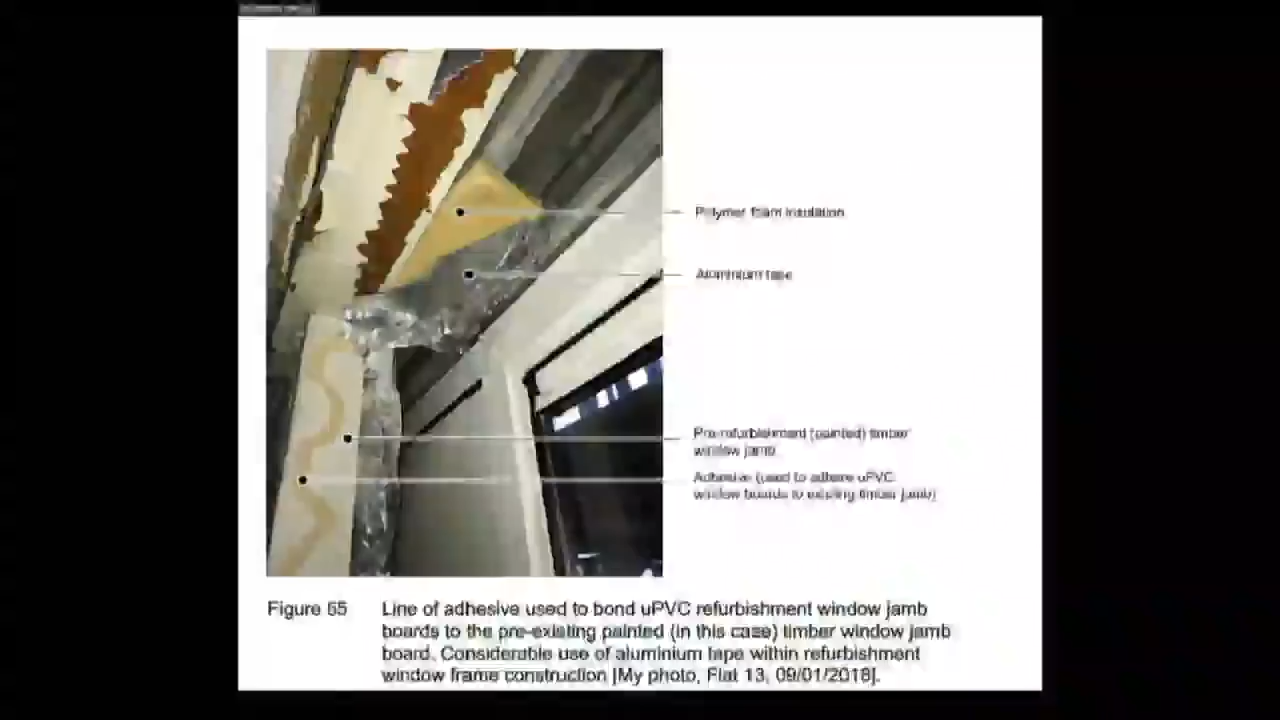 Polymer foam insulation
Aluminium tape
Pre-refurbishment (painted) timber
window jamb
Adhesive (used to adhere uPVC
window boards to existing timber jamb)
Figure 55 Line of adhesive used to bond uPVC refurbishment window jamb
boards to the pre-existing painted (in this case) timber window jamb
board. Considerable use of aluminium tape within refurbishment
window frame construction [My photo, Flat 13, 09/01/2018].